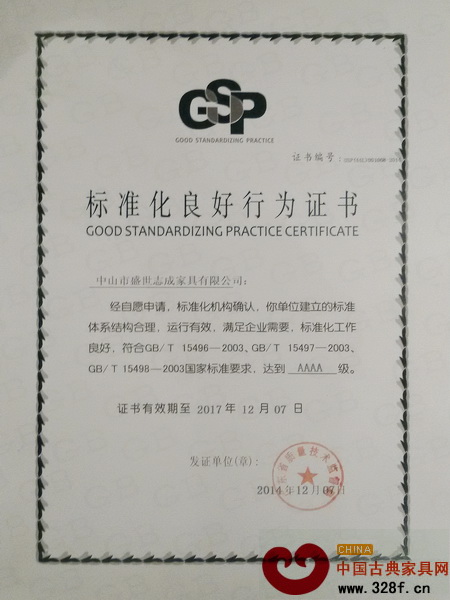 GSP
GOOD STANDARDIZING PRACTICE
证书编号:
标准化良好行为证书
GOOD STANDARDIZING PRACTICE CERTIFICATE
中山市盛世志成家具有限公司:
经自愿申请，标准化机构确认，你单位建立的标准
体系结构合理，运行有效，满足企业需要，标准化工作
良好，符合GB/T 15496—2003、GB/T 15497—2003、
GB/T 15498—2003国家标准要求，达到 AAAA 级。
证书有效期至 2017 年 12 月 07 日
发证单位(章):
2014年12月07日
CHINA
中国古典家具网
www.328f.cn